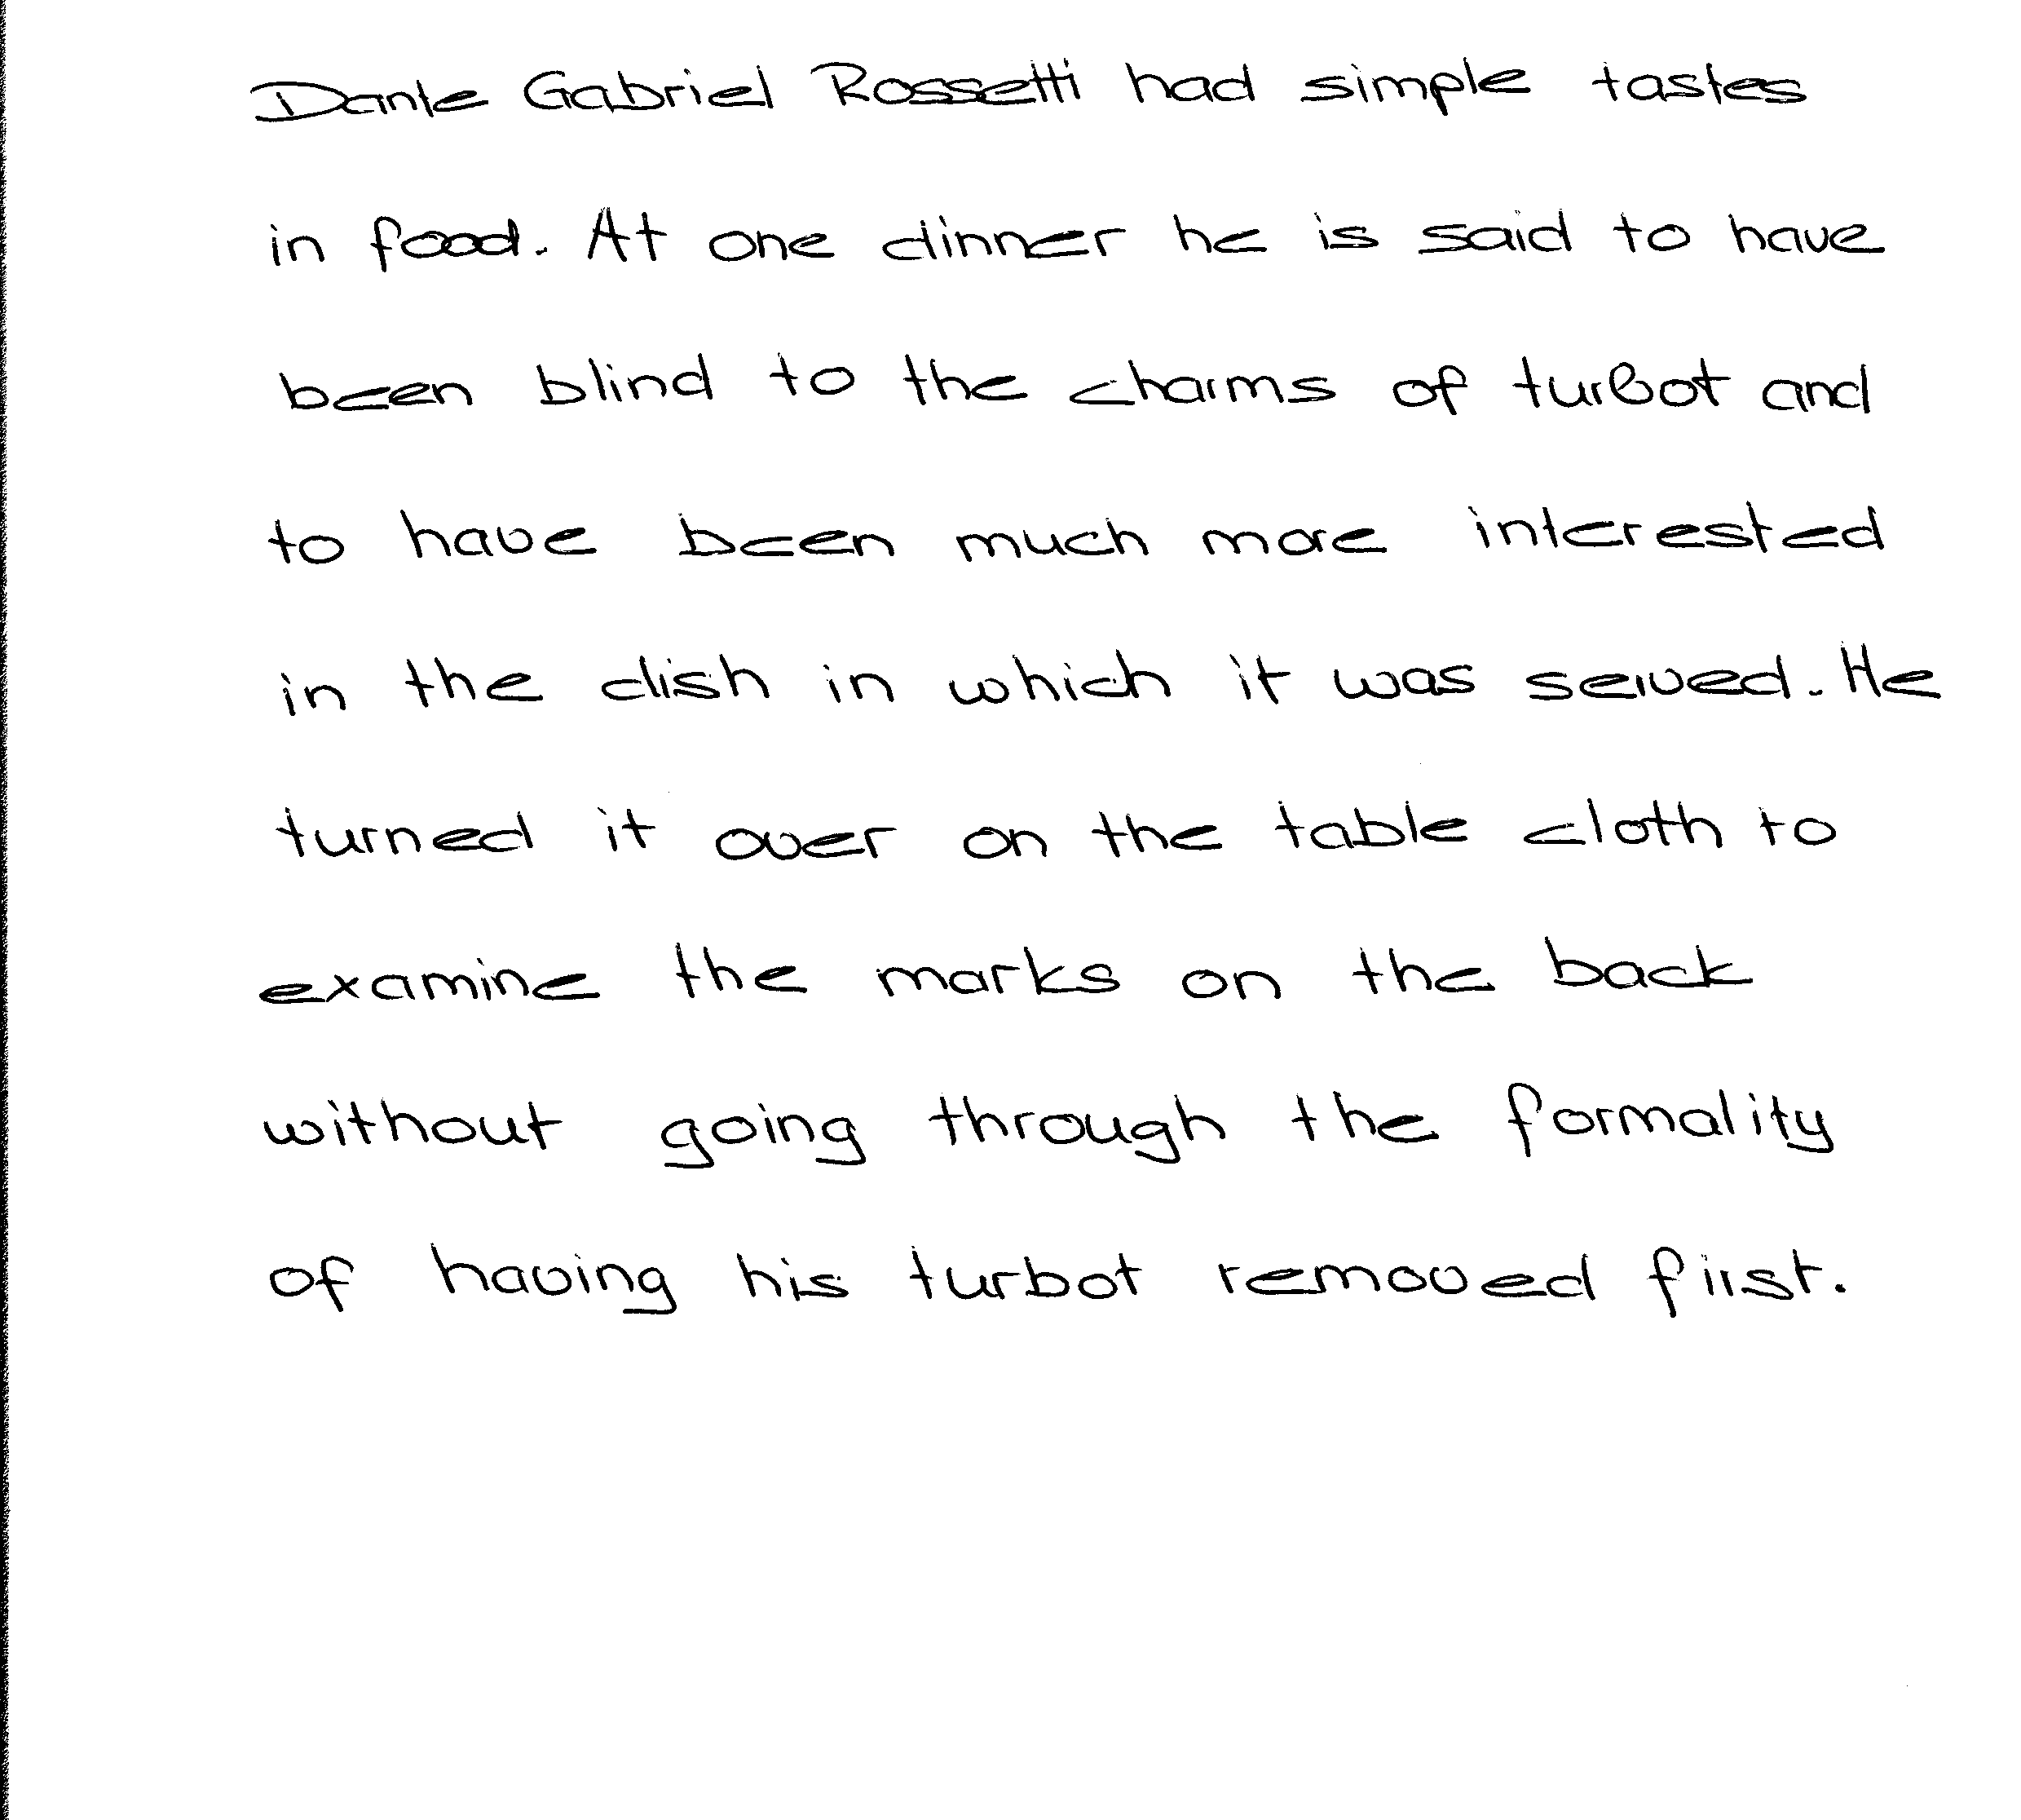 Dante Gabriel Rossetti had simple tastes
in food. At one dinner he is said to have
been blind to the charms of turbot and
to have been much more interested
in the dish in which it was served. He
turned it over on the table cloth to
examine the marks on the back
without going through the formality
of having his turbot removed first.